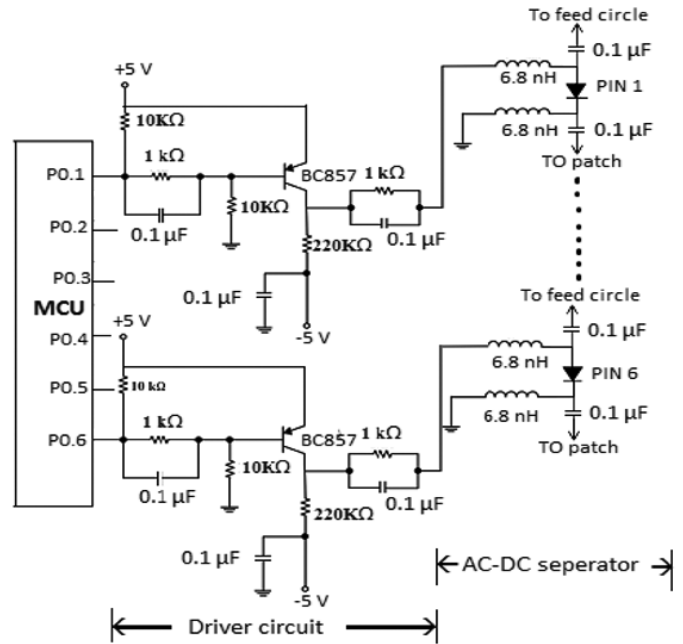 To feed circle
0.1 µF
6.8 nH
PIN 1
6.8 nH
0.1 µF
TO patch
+5 V
10KΩ
P0.1
1 kΩ
0.1 µF
10KΩ
BC857
1 kΩ
0.1 µF
220KΩ
0.1 µF
-5 V
P0.2
P0.3
MCU
P0.4
P0.5
P0.6
+5 V
10 kΩ
1 kΩ
0.1 µF
10KΩ
BC857
1 kΩ
0.1 µF
220KΩ
0.1 µF
-5 V
To feed circle
0.1 µF
6.8 nH
PIN 6
6.8 nH
0.1 µF
TO patch
AC-DC seperator
Driver circuit